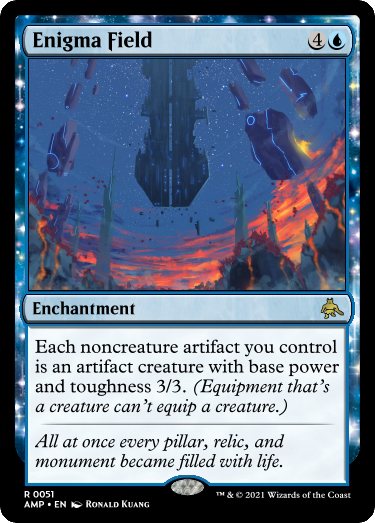 Enigma Field 4
Enchantment
Each noncreature artifact you control
is an artifact creature with base power
and toughness 3/3. (Equipment that's
a creature can't equip a creature.)
All at once every pillar, relic, and
monument became filled with life.
R 0051
AMP • EN Ronald Kuang
™ & © 2021 Wizards of the Coast